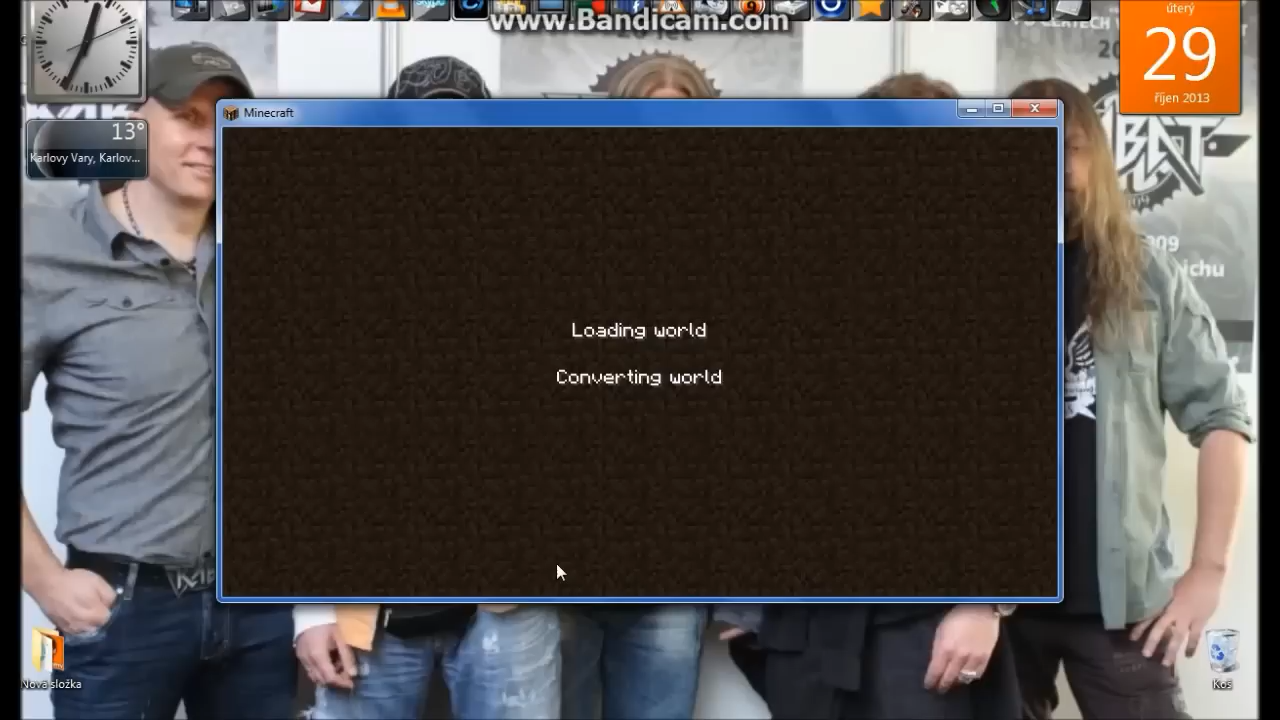 www.Bandicam.com
úterý
29
říjen 2013
13°
Karlovy Vary, Karlov...
Minecraft
Loading world
Converting world
Nová složka
Koš